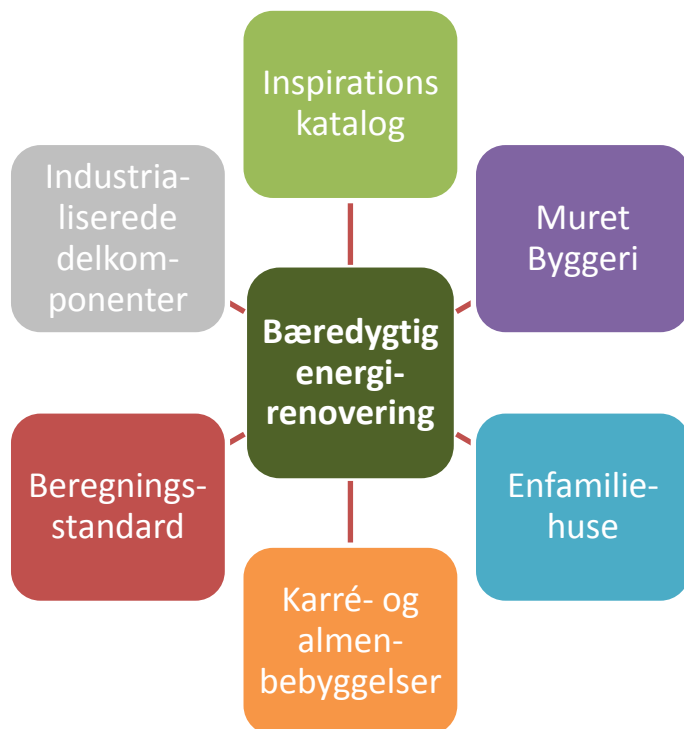 Inspirations
katalog
Industria-
liserede
delkom-
ponenter
Muret
Byggeri
Bæredygtig
energi-
renovering
Beregnings-
standard
Enfamilie-
huse
Karré- og
almen-
bebyggelser